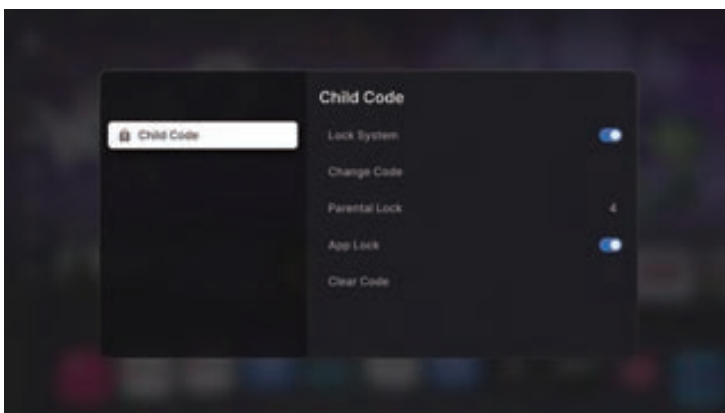 Child Code
Child Code
Lock System
Change Code
Parental Lock 4
App Lock
Clear Code